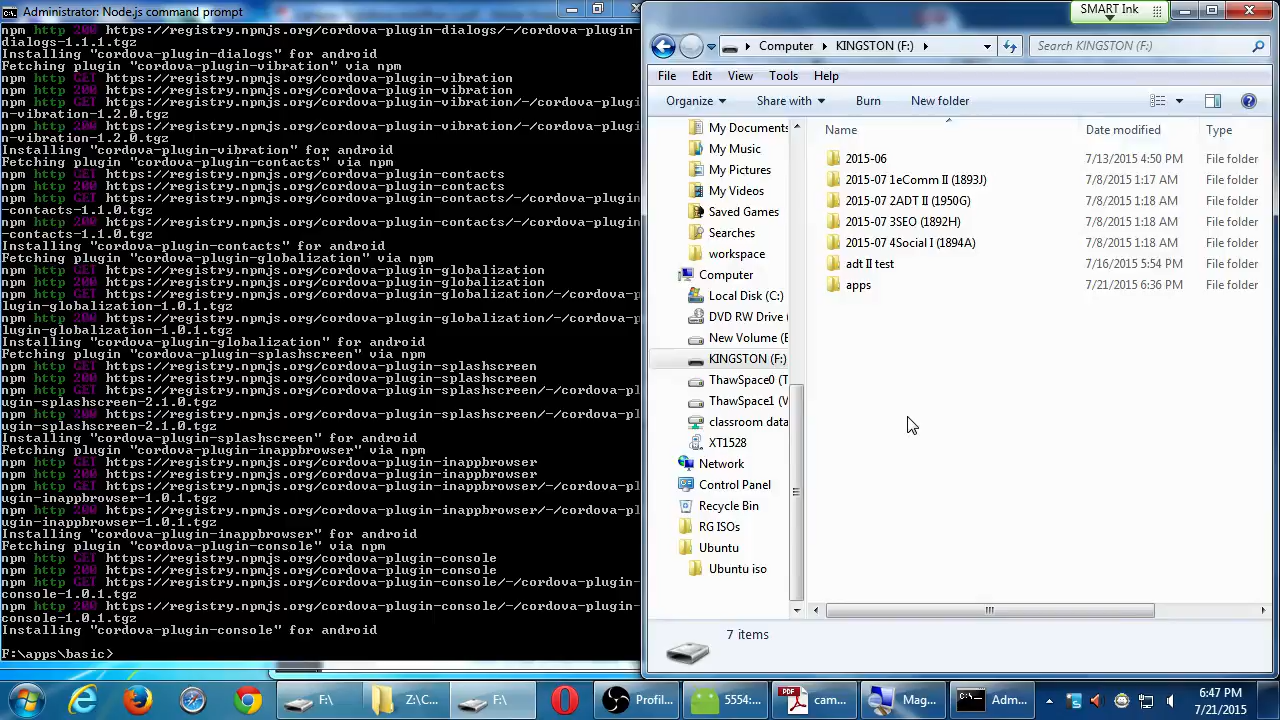 Administrator: Node.js command prompt
npm http 200 https://registry.npmjs.org/cordova-plugin-dialogs/-/cordova-plugin-
dialogs-1.1.1.tgz
Installing "cordova-plugin-dialogs" for android
Fetching plugin "cordova-plugin-vibration" via npm
npm http GET https://registry.npmjs.org/cordova-plugin-vibration
npm http 200 https://registry.npmjs.org/cordova-plugin-vibration
npm http GET https://registry.npmjs.org/cordova-plugin-vibration/-/cordova-plugi
n-vibration-1.2.0.tgz
npm http 200 https://registry.npmjs.org/cordova-plugin-vibration/-/cordova-plugi
n-vibration-1.2.0.tgz
Installing "cordova-plugin-vibration" for android
Fetching plugin "cordova-plugin-contacts" via npm
npm http GET https://registry.npmjs.org/cordova-plugin-contacts
npm http 200 https://registry.npmjs.org/cordova-plugin-contacts
npm http GET https://registry.npmjs.org/cordova-plugin-contacts/-/cordova-plugin
-contacts-1.1.0.tgz
npm http 200 https://registry.npmjs.org/cordova-plugin-contacts/-/cordova-plugin
-contacts-1.1.0.tgz
Installing "cordova-plugin-contacts" for android
Fetching plugin "cordova-plugin-globalization" via npm
npm http GET https://registry.npmjs.org/cordova-plugin-globalization
npm http 200 https://registry.npmjs.org/cordova-plugin-globalization
npm http GET https://registry.npmjs.org/cordova-plugin-globalization/-/cordova-p
lugin-globalization-1.0.1.tgz
npm http 200 https://registry.npmjs.org/cordova-plugin-globalization/-/cordova-p
lugin-globalization-1.0.1.tgz
Installing "cordova-plugin-globalization" for android
Fetching plugin "cordova-plugin-splashscreen" via npm
npm http GET https://registry.npmjs.org/cordova-plugin-splashscreen
npm http 200 https://registry.npmjs.org/cordova-plugin-splashscreen
npm http GET https://registry.npmjs.org/cordova-plugin-splashscreen/-/cordova-pl
ugin-splashscreen-2.1.0.tgz
npm http 200 https://registry.npmjs.org/cordova-plugin-splashscreen/-/cordova-pl
ugin-splashscreen-2.1.0.tgz
Installing "cordova-plugin-splashscreen" for android
Fetching plugin "cordova-plugin-inappbrowser" via npm
npm http GET https://registry.npmjs.org/cordova-plugin-inappbrowser
npm http 200 https://registry.npmjs.org/cordova-plugin-inappbrowser
npm http GET https://registry.npmjs.org/cordova-plugin-inappbrowser/-/cordova-pl
ugin-inappbrowser-1.0.1.tgz
npm http 200 https://registry.npmjs.org/cordova-plugin-inappbrowser/-/cordova-pl
ugin-inappbrowser-1.0.1.tgz
Installing "cordova-plugin-inappbrowser" for android
Fetching plugin "cordova-plugin-console" via npm
npm http GET https://registry.npmjs.org/cordova-plugin-console
npm http 200 https://registry.npmjs.org/cordova-plugin-console
npm http GET https://registry.npmjs.org/cordova-plugin-console/-/cordova-plugin-
console-1.0.1.tgz
npm http 200 https://registry.npmjs.org/cordova-plugin-console/-/cordova-plugin-
console-1.0.1.tgz
Installing "cordova-plugin-console" for android
F:\apps\basic>
SMART Ink
Computer KINGSTON (F:)
Search KINGSTON (F:)
File Edit View Tools Help
Organize Share with Burn New folder
My Documents
My Music
My Pictures
My Videos
Saved Games
Searches
workspace
Computer
Local Disk (C:)
DVD RW Drive (
New Volume (E
KINGSTON (F:)
ThawSpace0 (T
ThawSpace1 (V
classroom data
XT1528
Network
Control Panel
Recycle Bin
RG ISOs
Ubuntu
Ubuntu iso
Name Date modified Type
2015-06 7/13/2015 4:50 PM File folder
2015-07 1eComm II (1893J) 7/8/2015 1:17 AM File folder
2015-07 2ADT II (1950G) 7/8/2015 1:18 AM File folder
2015-07 3SEO (1892H) 7/8/2015 1:18 AM File folder
2015-07 4Social I (1894A) 7/8/2015 1:18 AM File folder
adt II test 7/16/2015 5:54 PM File folder
apps 7/21/2015 6:36 PM File folder
7 items
F:\ Z:\C... F:\ Profil... 5554:... cam... Mag... Adm...
6:47 PM
7/21/2015